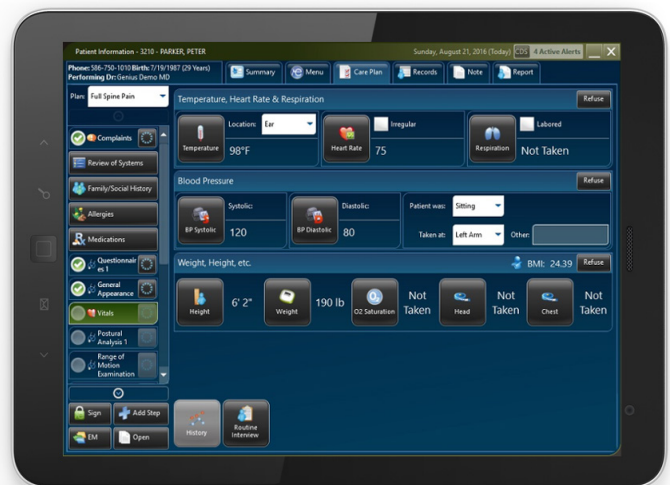 Patient Information - 3210 - PARKER, PETER
Sunday, August 21, 2016 (Today) CDS 4 Active Alerts
Phone: 586-750-1010 Birth: 7/19/1987 (29 Years)
Performing Dr: Genius Demo MD
Summary
Menu
Care Plan
Records
Note
Report
Plan: Full Spine Pain
Complaints
Review of Systems
Family/Social History
Allergies
Medications
Questionnair
es 1
General
Appearance
Vitals
Postural
Analysis 1
Range of
Motion
Examination
Sign
Add Step
EM
Open
Temperature, Heart Rate & Respiration
Refuse
Temperature
Location: Ear
98°F
Heart Rate
Irregular
75
Respiration
Labored
Not Taken
Blood Pressure
Refuse
BP Systolic
Systolic:
120
BP Diastolic
Diastolic:
80
Patient was: Sitting
Taken at: Left Arm Other:
Weight, Height, etc.
BMI: 24.39 Refuse
Height
6' 2"
Weight
190 lb
O2 Saturation
Not
Taken
Head
Not
Taken
Chest
Not
Taken
History
Routine
Interview